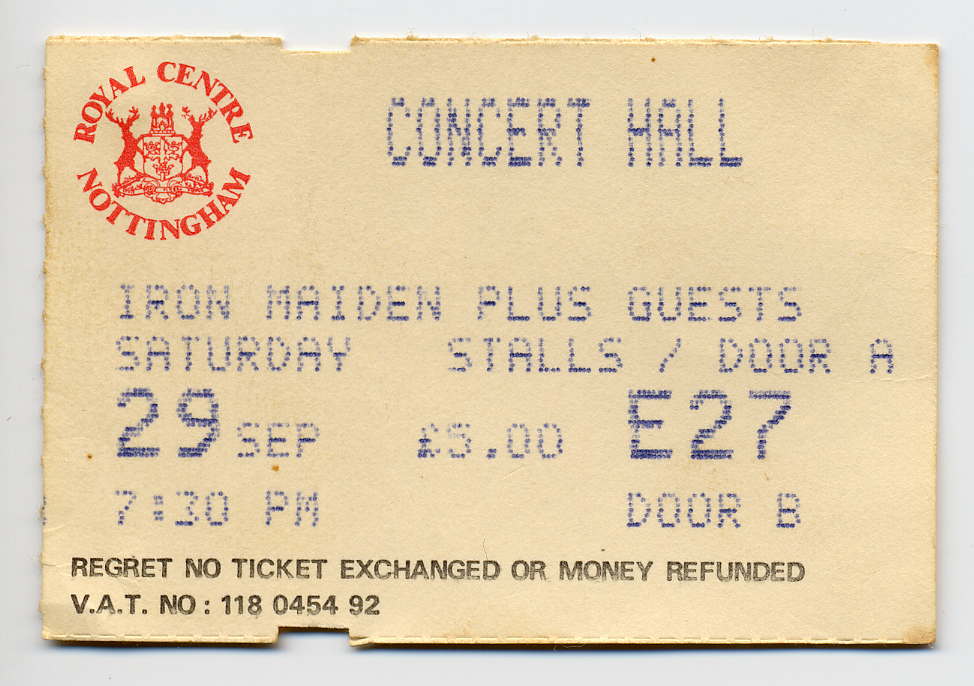 ROYAL CENTRE
NOTTINGHAM
CONCERT HALL
IRON MAIDEN PLUS GUESTS
SATURDAY STALLS / DOOR A
29 SEP £5.00 E27
7:30 PM DOOR B
REGRET NO TICKET EXCHANGED OR MONEY REFUNDED
V.A.T. NO: 118 0454 92